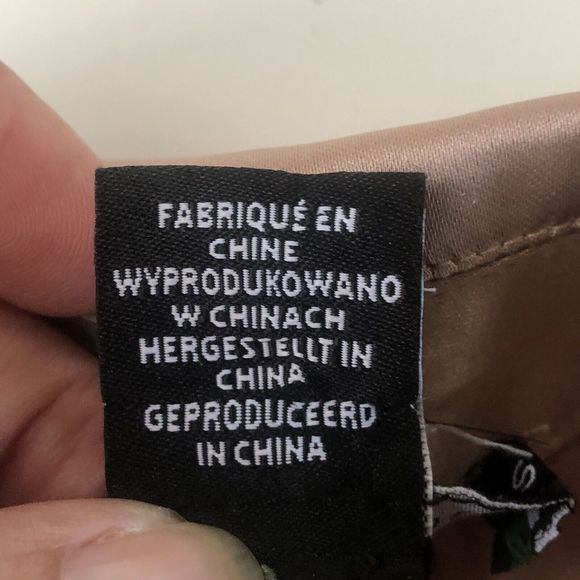 FABRIQUÉ EN
CHINE
WYPRODUKOWANO
W CHINACH
HERGESTELLT IN
CHINA
GEPRODUCEERD
IN CHINA
S